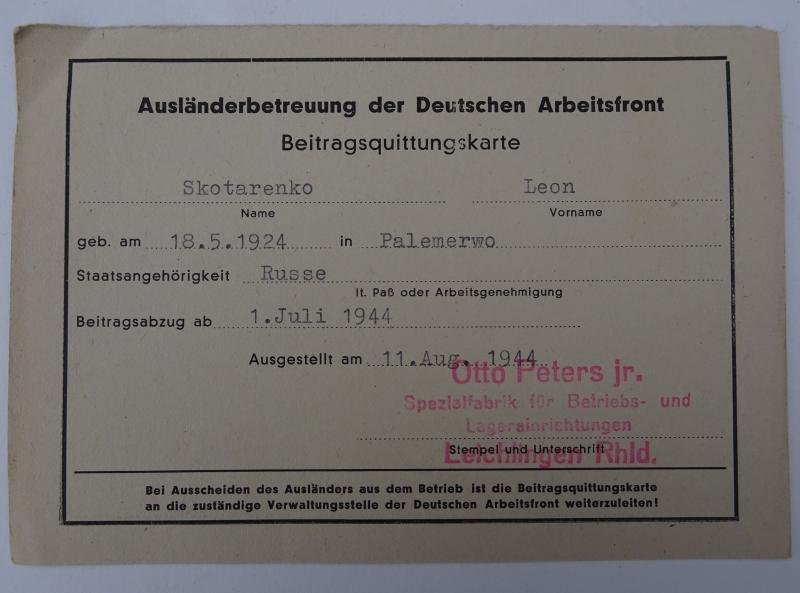 Ausländerbetreuung der Deutschen Arbeitsfront
Beitragsquittungskarte
Skotarenko Leon
Name Vorname
geb. am 18.5.1924 in Palemerwo
Staatsangehörigkeit Russe
lt. Paß oder Arbeitsgenehmigung
Beitragsabzug ab 1.Juli 1944
Ausgestellt am 11.Aug. 1944
Otto Peters jr.
Spezialfabrik für Betriebs- und
Lagereinrichtungen
Leichlingen Rhld.
Stempel und Unterschrift
Bei Ausscheiden des Ausländers aus dem Betrieb ist die Beitragsquittungskarte
an die zuständige Verwaltungsstelle der Deutschen Arbeitsfront weiterzuleiten!